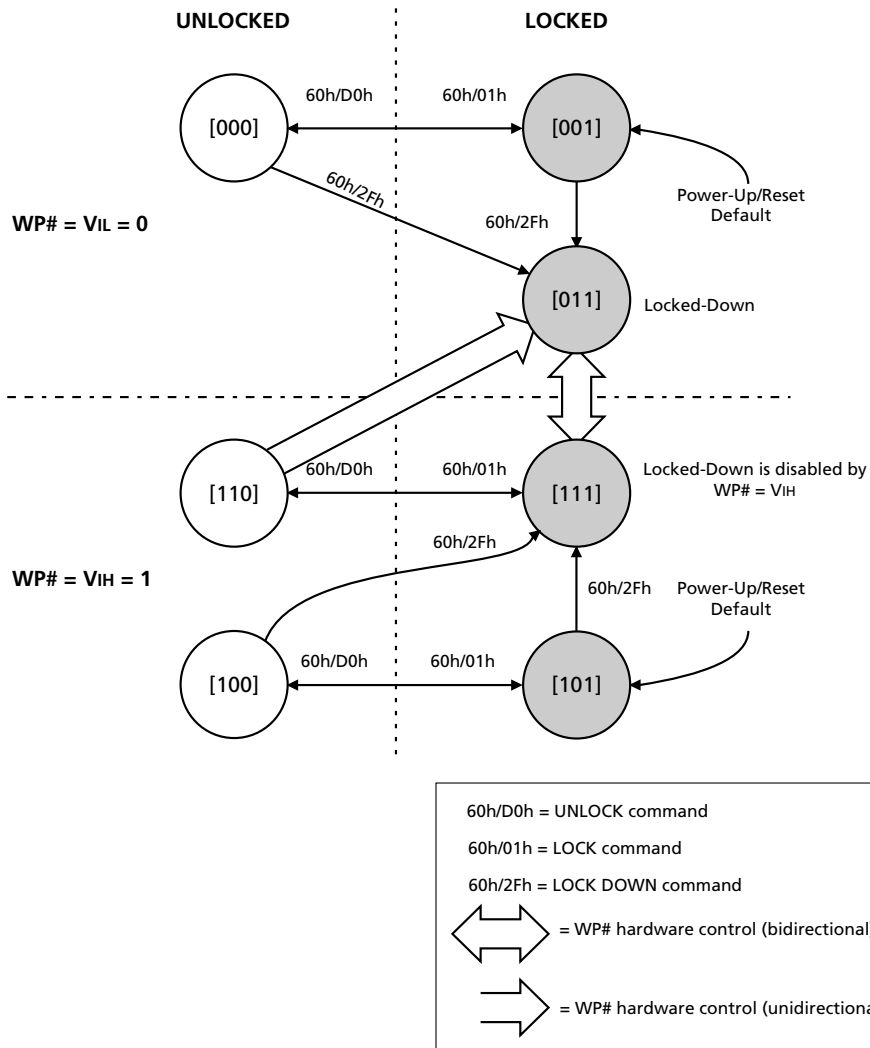 UNLOCKED
LOCKED
60h/D0h
60h/01h
[000]
[001]
60h/2Fh
60h/2Fh
Power-Up/Reset
Default
WP# = VIL = 0
[011]
Locked-Down
60h/D0h
60h/01h
[110]
[111]
Locked-Down is disabled by
WP# = VIH
60h/2Fh
WP# = VIH = 1
60h/2Fh
Power-Up/Reset
Default
60h/D0h
60h/01h
[100]
[101]
60h/D0h = UNLOCK command
60h/01h = LOCK command
60h/2Fh = LOCK DOWN command
= WP# hardware control (bidirectional)
= WP# hardware control (unidirectiona